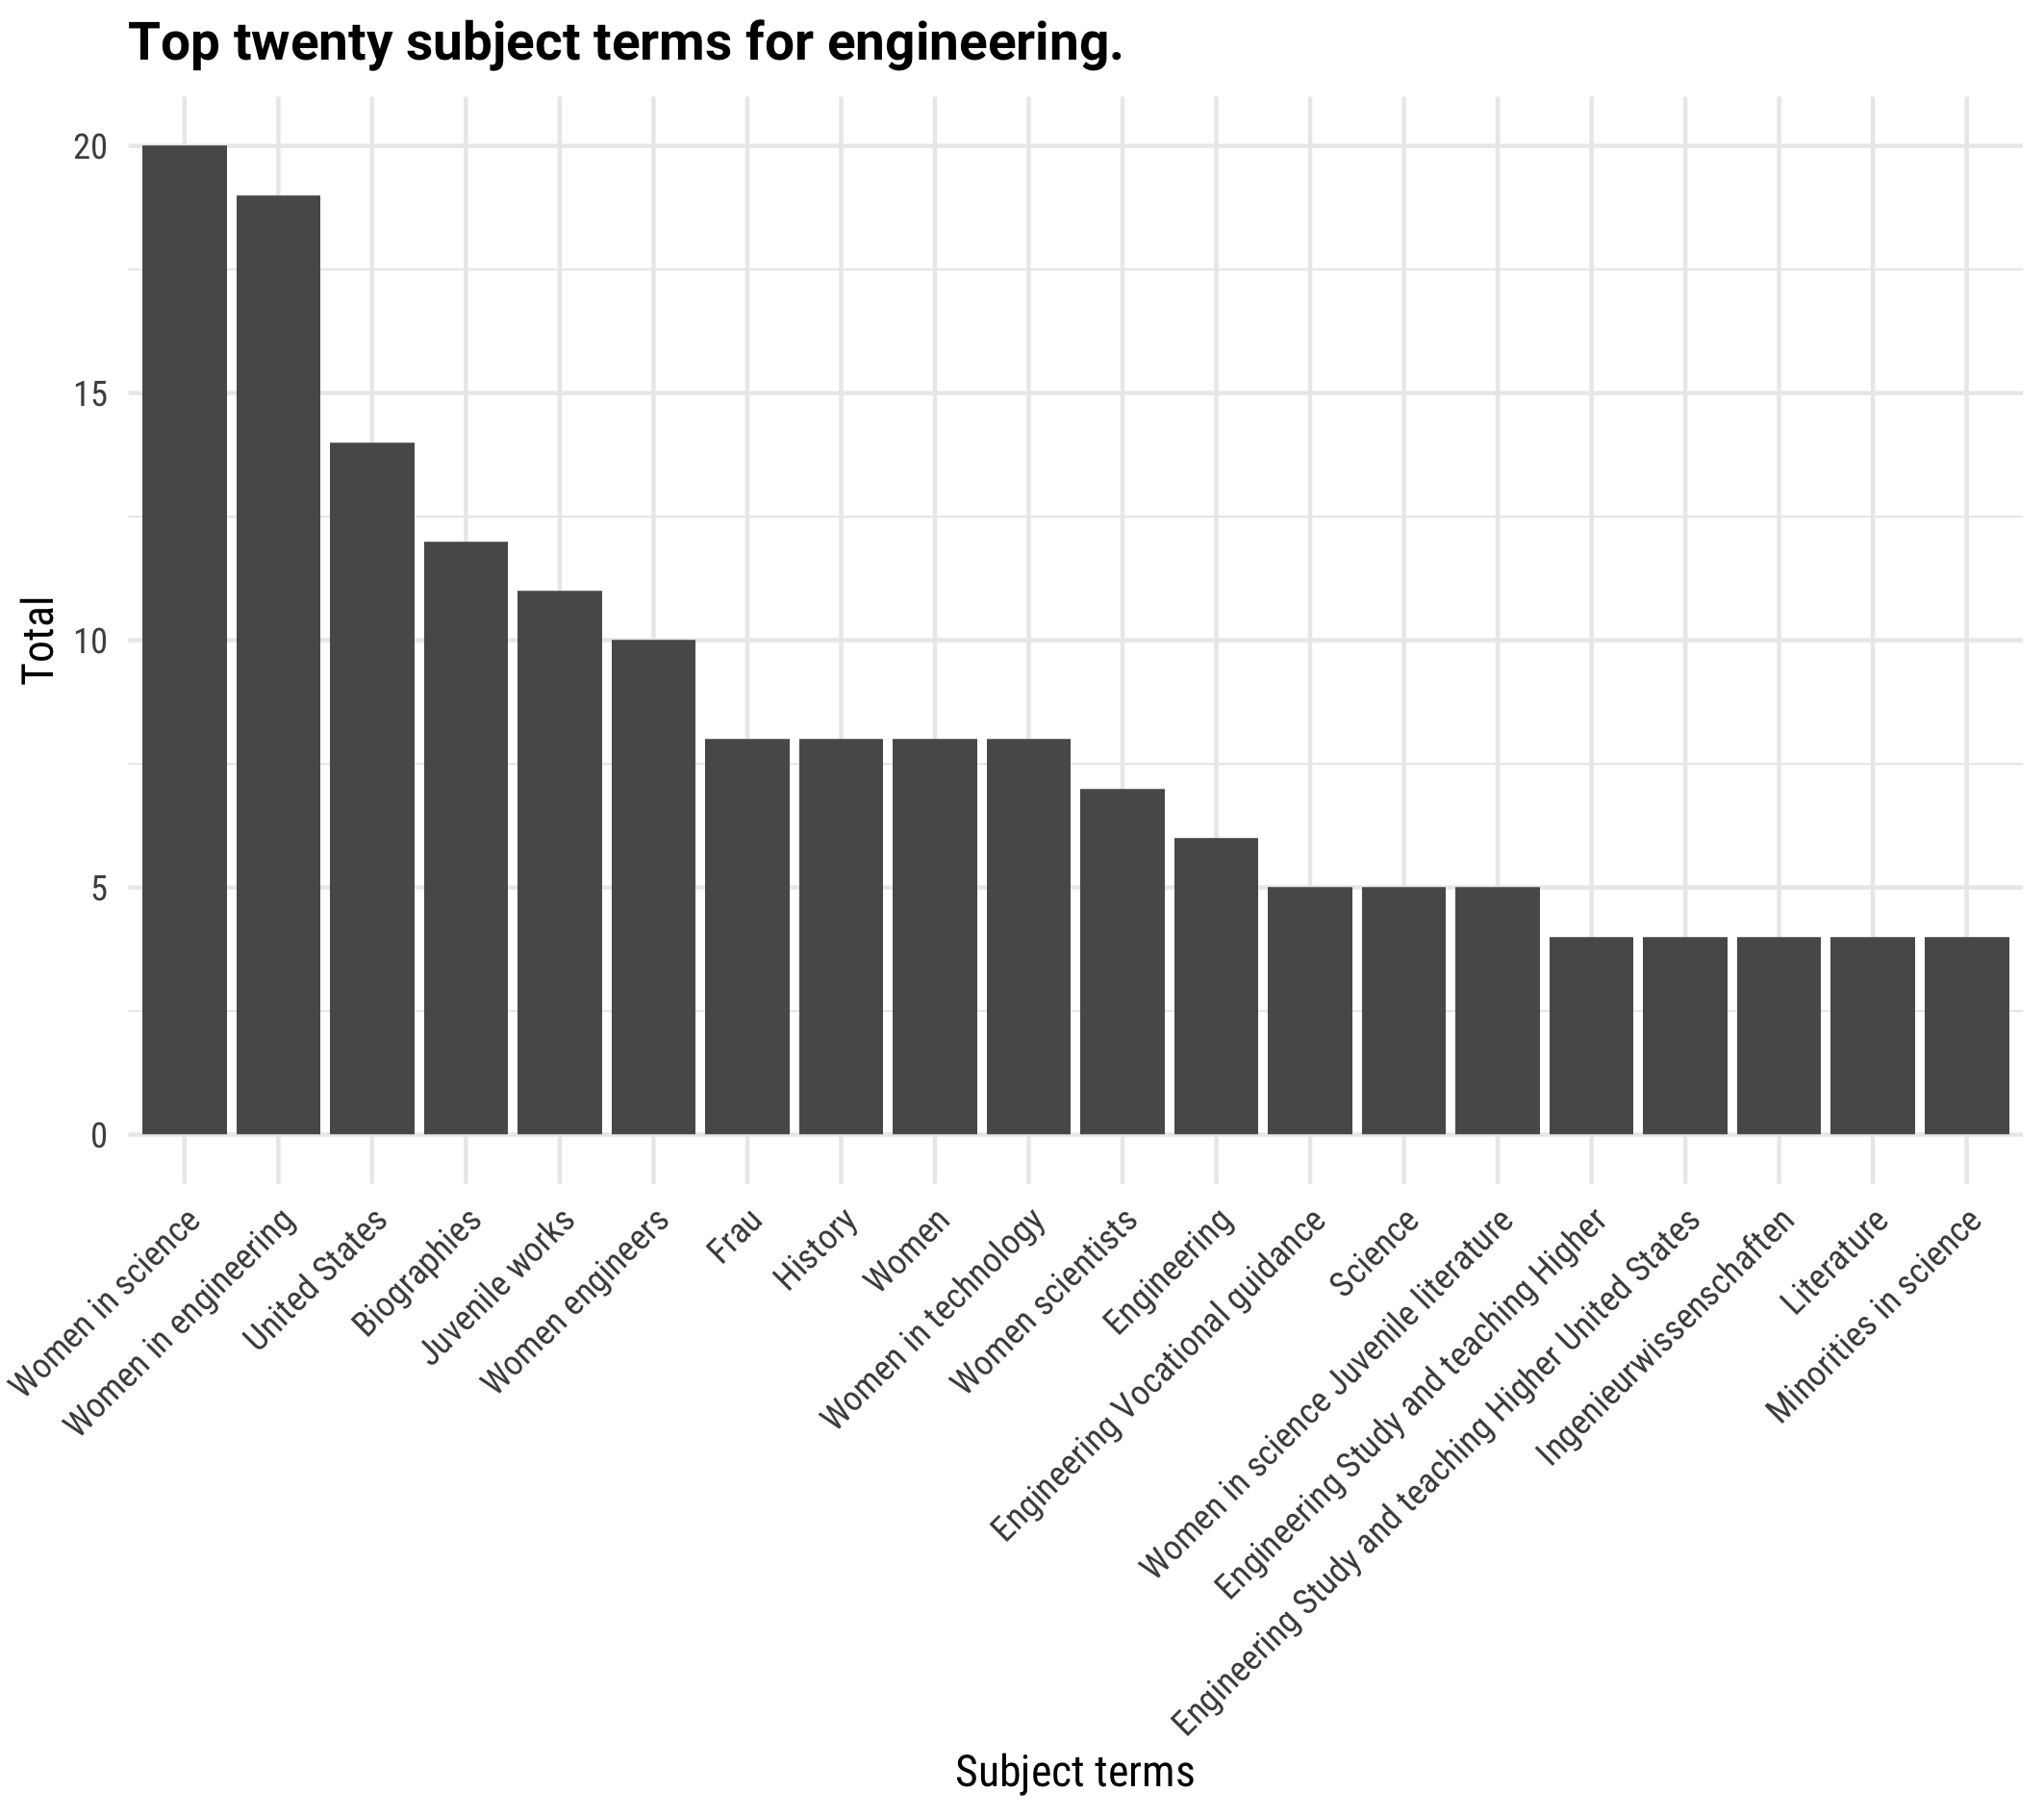 Top twenty subject terms for engineering.
20
15
10
5
0
Total
Women in science
Women in engineering
United States
Biographies
Juvenile works
Women engineers
Frau
History
Women
Women in technology
Women scientists
Engineering
Engineering Vocational guidance
Science
Women in science Juvenile literature
Engineering Study and teaching Higher
Engineering Study and teaching Higher United States
Ingenieurwissenschaften
Literature
Minorities in science
Subject terms